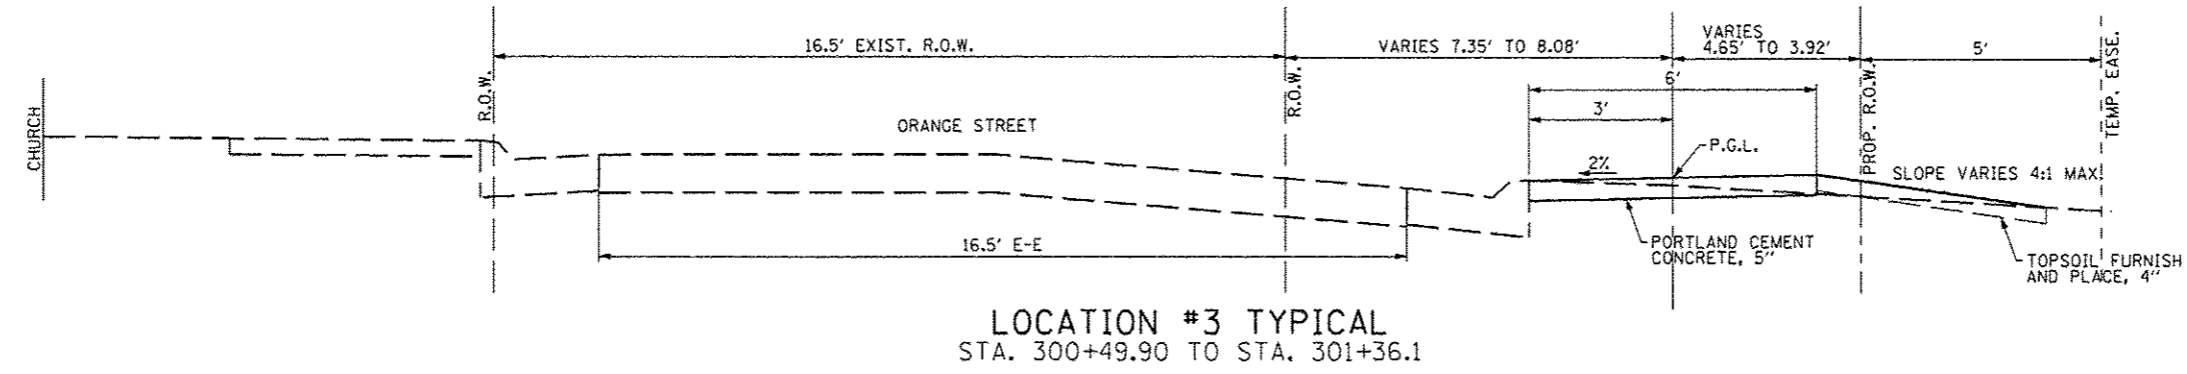 16.5' EXIST. R.O.W.
VARIES 7.35' TO 8.08'
VARIES
4.65' TO 3.92'
5'
6'
3'
CHURCH
R.O.W.
R.O.W.
PROP. R.O.W.
TEMP. EASE.
ORANGE STREET
P.G.L.
2%
SLOPE VARIES 4:1 MAX
16.5' E-E
PORTLAND CEMENT
CONCRETE, 5"
TOPSOIL FURNISH
AND PLACE, 4"
LOCATION #3 TYPICAL
STA. 300+49.90 TO STA. 301+36.1